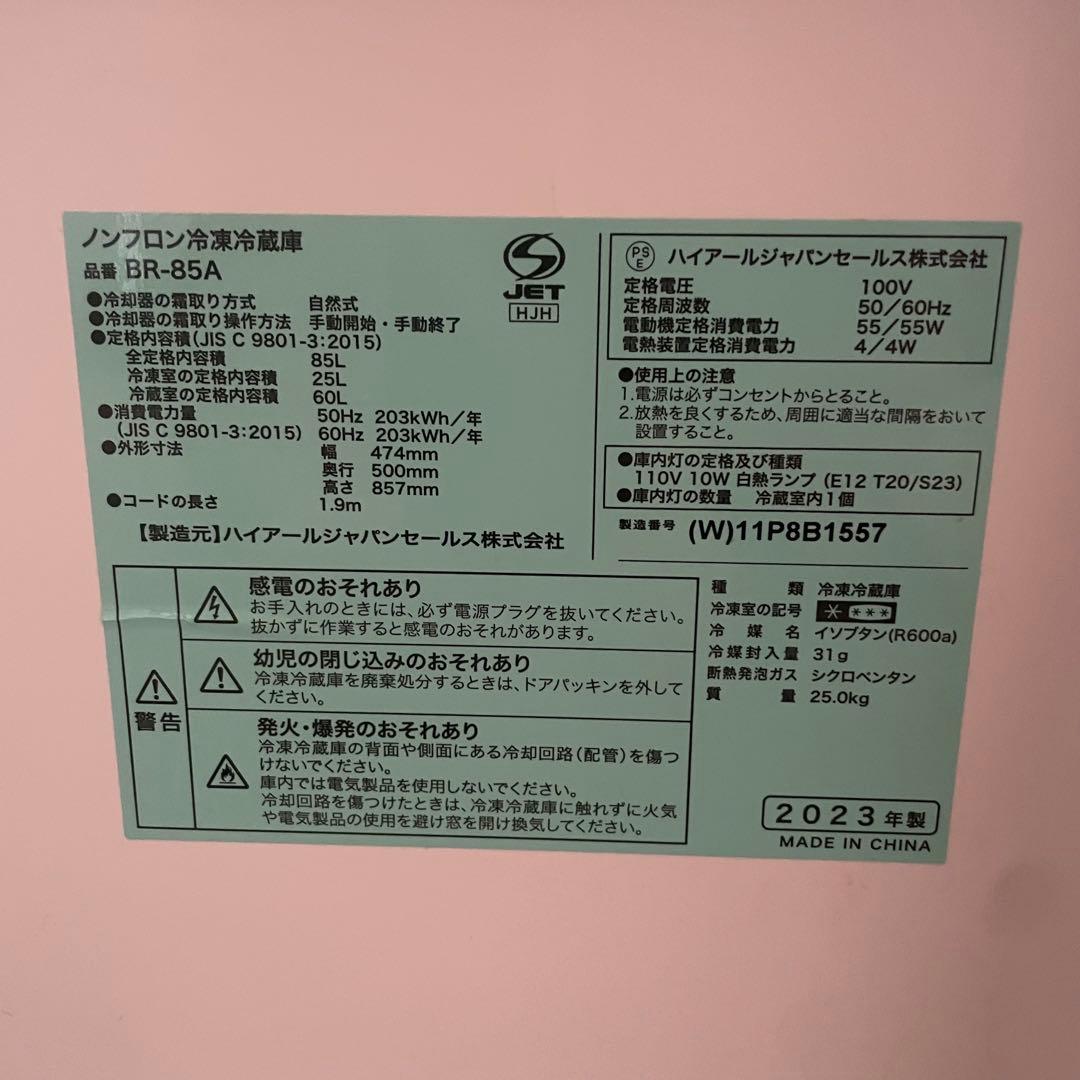 ノンフロン冷凍冷蔵庫
品番 BR-85A
●冷却器の霜取り方式 自然式
●冷却器の霜取り操作方法 手動開始・手動終了
●定格内容積(JIS C 9801-3:2015)
全定格内容積 85L
冷凍室の定格内容積 25L
冷蔵室の定格内容積 60L
●消費電力量 50Hz 203kWh/年
(JIS C 9801-3:2015) 60Hz 203kWh/年
●外形寸法 幅 474mm
奥行 500mm
高さ 857mm
●コードの長さ 1.9m
【製造元】ハイアールジャパンセールス株式会社
JET
HJH
PSE ハイアールジャパンセールス株式会社
定格電圧 100V
定格周波数 50/60Hz
電動機定格消費電力 55/55W
電熱装置定格消費電力 4/4W
●使用上の注意
1.電源は必ずコンセントからとること。
2.放熱を良くするため、周囲に適当な間隔をおいて
設置すること。
●庫内灯の定格及び種類
110V 10W 白熱ランプ (E12 T20/S23)
●庫内灯の数量 冷蔵室内1個
製造番号 (W)11P8B1557
警告
感電のおそれあり
お手入れのときには、必ず電源プラグを抜いてください。
抜かずに作業すると感電のおそれがあります。
幼児の閉じ込みのおそれあり
冷凍冷蔵庫を廃棄処分するときは、ドアパッキンを外して
ください。
発火・爆発のおそれあり
冷凍冷蔵庫の背面や側面にある冷却回路(配管)を傷つ
けないでください。
庫内では電気製品を使用しないでください。
冷却回路を傷つけたときは、冷凍冷蔵庫に触れずに火気
や電気製品の使用を避け窓を開け換気してください。
種類 冷凍冷蔵庫
冷凍室の記号 * ***
冷媒名 イソブタン(R600a)
冷媒封入量 31g
断熱発泡ガス シクロペンタン
質量 25.0kg
2023年製
MADE IN CHINA